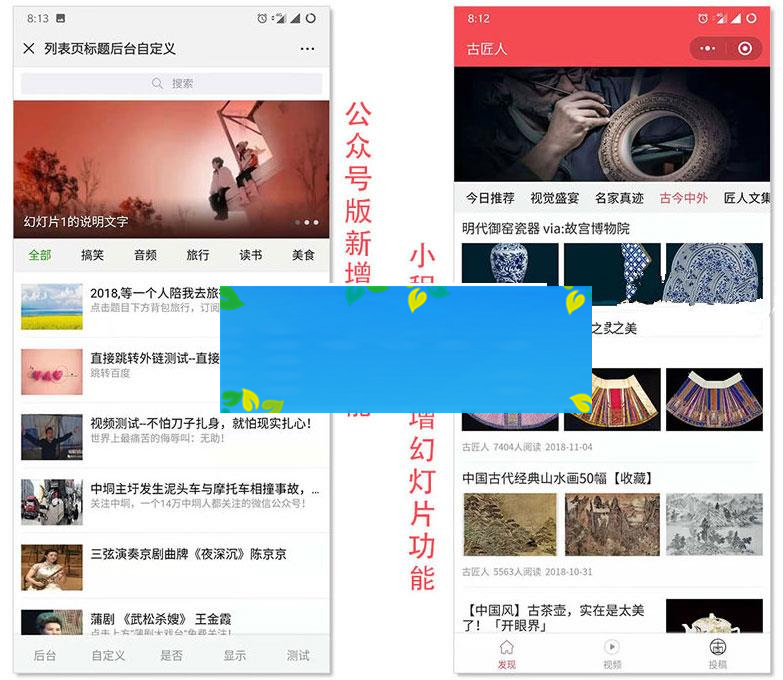 8:13
列表页标题后台自定义
搜索
幻灯片1的说明文字
全部 搞笑 音频 旅行 读书 美食
2018,等一个人陪我去旅
点击题目下方背包旅行，订阅
直接跳转外链测试--直接
跳转百度
视频测试--不怕刀子扎身，就怕现实扎心！
世界上最痛苦的侮辱叫：无助！
中坰主圩发生泥头车与摩托车相撞事故，...
关注中坰，一个14万中坰人都关注的微信公众号！
三弦演奏京剧曲牌《夜深沉》陈京京
蒲剧 《武松杀嫂》 王金霞
点击上方"蒲剧大戏台"免费关注！
后台 自定义 是否 显示 测试
公众号版新增
能
小程
增幻灯片功能
8:12
古匠人
今日推荐 视觉盛宴 名家真迹 古今中外 匠人文集
明代御窑瓷器 via:故宫博物院
之美
古匠人 7404人阅读 2018-11-04
中国古代经典山水画50幅【收藏】
古匠人 5563人阅读 2018-10-31
【中国风】古茶壶，实在是太美
了！「开眼界」
发现 视频 投稿